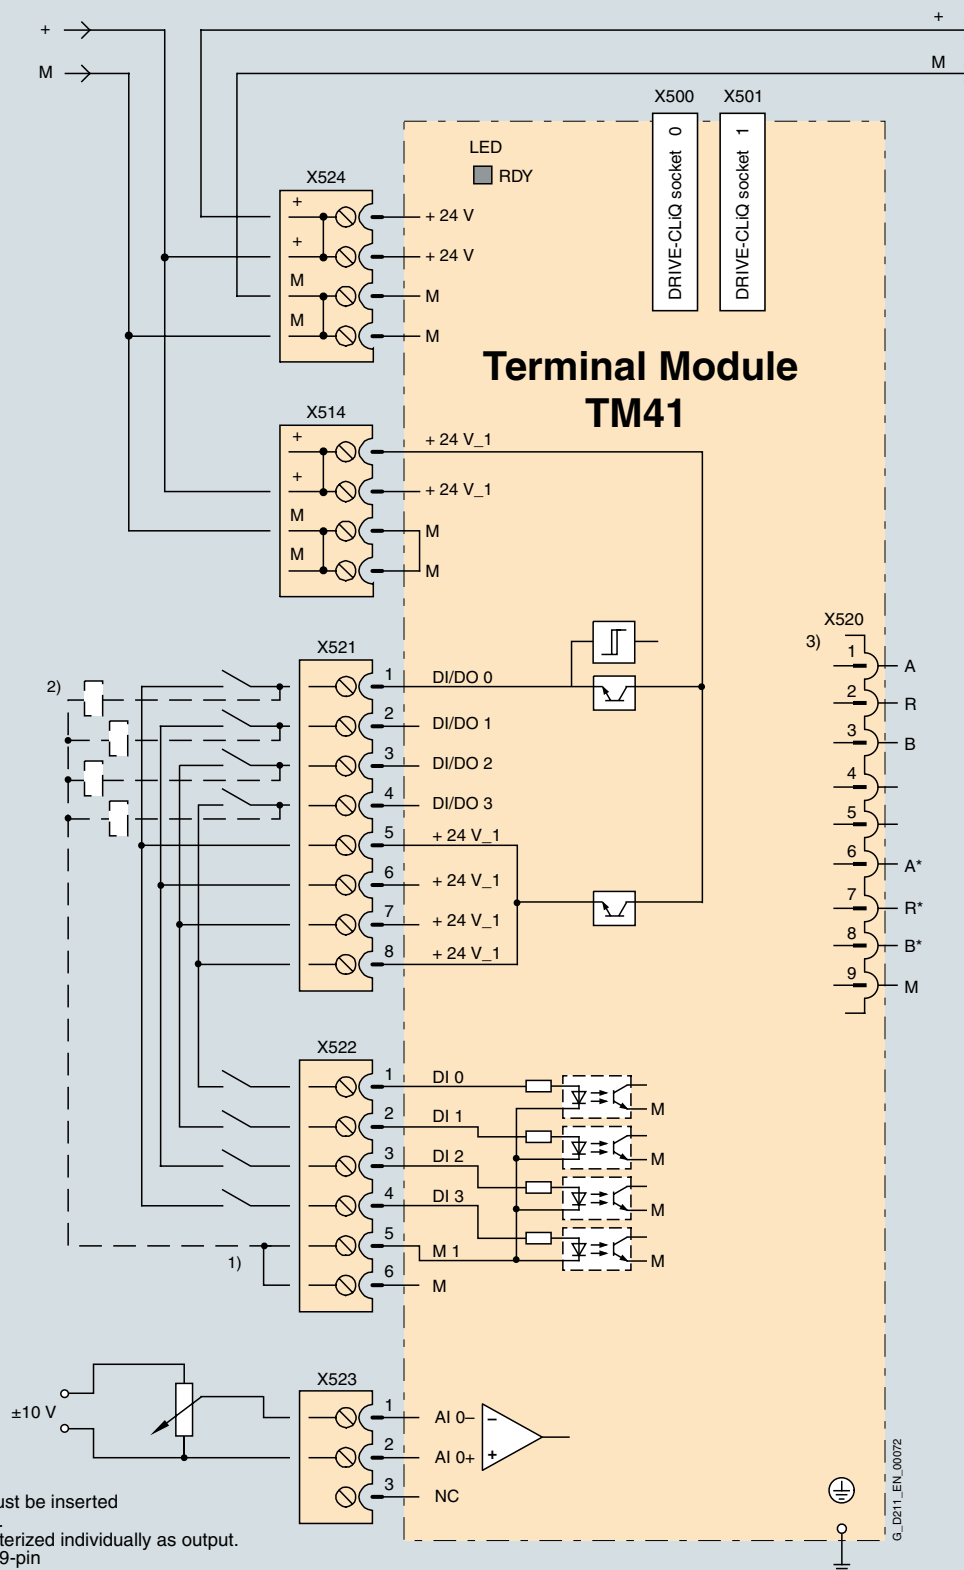 +
+
M
M
X500
X501
DRIVE-CLiQ socket 0
DRIVE-CLiQ socket 1
LED
RDY
X524
+
+
M
M
+ 24 V
+ 24 V
M
M
Terminal Module
TM41
X514
+
+
M
M
+ 24 V_1
+ 24 V_1
M
M
X521
2)
1
DI/DO 0
2
DI/DO 1
3
DI/DO 2
4
DI/DO 3
5
+ 24 V_1
6
+ 24 V_1
7
+ 24 V_1
8
+ 24 V_1
X520
3)
1
A
2
R
3
B
4
5
6
A*
7
R*
8
B*
9
M
X522
1
DI 0
M
2
DI 1
M
3
DI 2
M
4
DI 3
M
5
M 1
1)
6
M
X523
±10 V
1
AI 0–
–
2
AI 0+
+
3
NC
G_D211_EN_00072
ust be inserted
.
terized individually as output.
9-pin